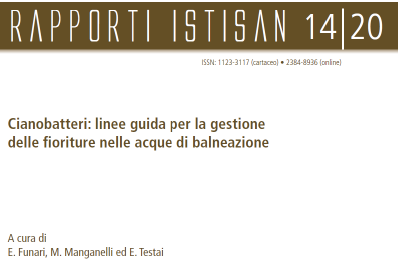 RAPPORTI ISTISAN 14|20
ISSN: 1123-3117 (cartaceo) • 2384-8936 (online)
Cianobatteri: linee guida per la gestione
delle fioriture nelle acque di balneazione
A cura di
E. Funari, M. Manganelli ed E. Testai